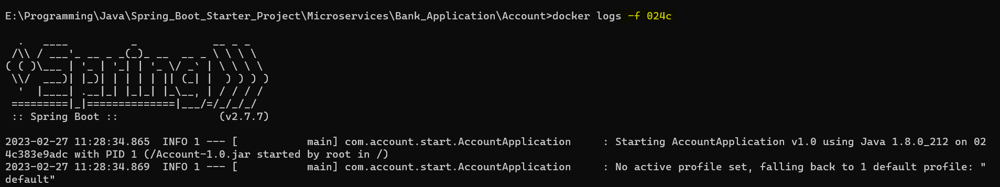 E:\Programming\Java\Spring_Boot_Starter_Project\Microservices\Bank_Application\Account>docker logs -f 024c
  .   ____          _            __ _ _
 /\\ / ___'_ __ _ _(_)_ __  __ _ \ \ \ \
( ( )\___ | '_ | '_| | '_ \/ _` | \ \ \ \
 \\/  ___)| |_)| | | | | || (_| |  ) ) ) )
  '  |____| .__|_| |_|_| |_\__, | / / / /
 =========|_|==============|___/=/_/_/_/
 :: Spring Boot ::                (v2.7.7)
2023-02-27 11:28:34.865  INFO 1 --- [           main] com.account.start.AccountApplication     : Starting AccountApplication v1.0 using Java 1.8.0_212 on 02
4c383e9adc with PID 1 (/Account-1.0.jar started by root in /)
2023-02-27 11:28:34.869  INFO 1 --- [           main] com.account.start.AccountApplication     : No active profile set, falling back to 1 default profile: "
default"